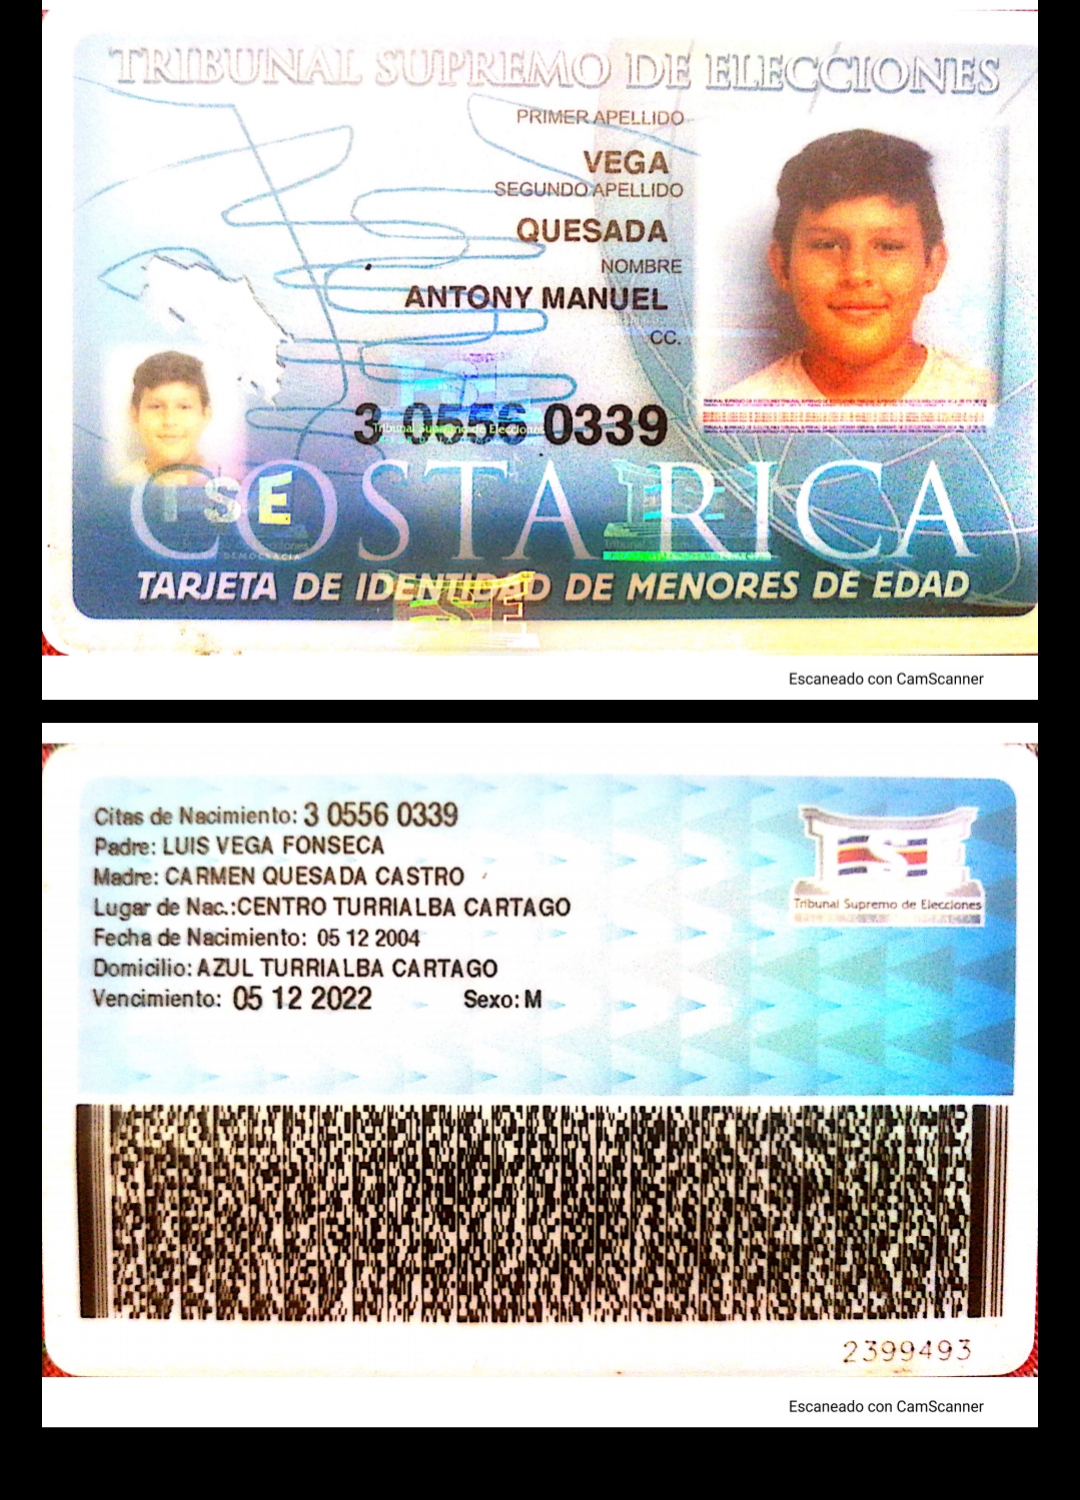 TRIBUNAL SUPREMO DE ELECCIONES
PRIMER APELLIDO
VEGA
SEGUNDO APELLIDO
QUESADA
NOMBRE
ANTONY MANUEL
CC.
3 0556 0339
Tribunal Supremo de Elecciones
TSE
DEMOCRACIA
COSTA RICA
TARJETA DE IDENTIDAD DE MENORES DE EDAD
Escaneado con CamScanner
Citas de Nacimiento: 3 0556 0339
Padre: LUIS VEGA FONSECA
Madre: CARMEN QUESADA CASTRO
Lugar de Nac.:CENTRO TURRIALBA CARTAGO
Fecha de Nacimiento: 05 12 2004
Domicilio: AZUL TURRIALBA CARTAGO
Vencimiento: 05 12 2022 Sexo: M
TSE
Tribunal Supremo de Elecciones
2399493
Escaneado con CamScanner